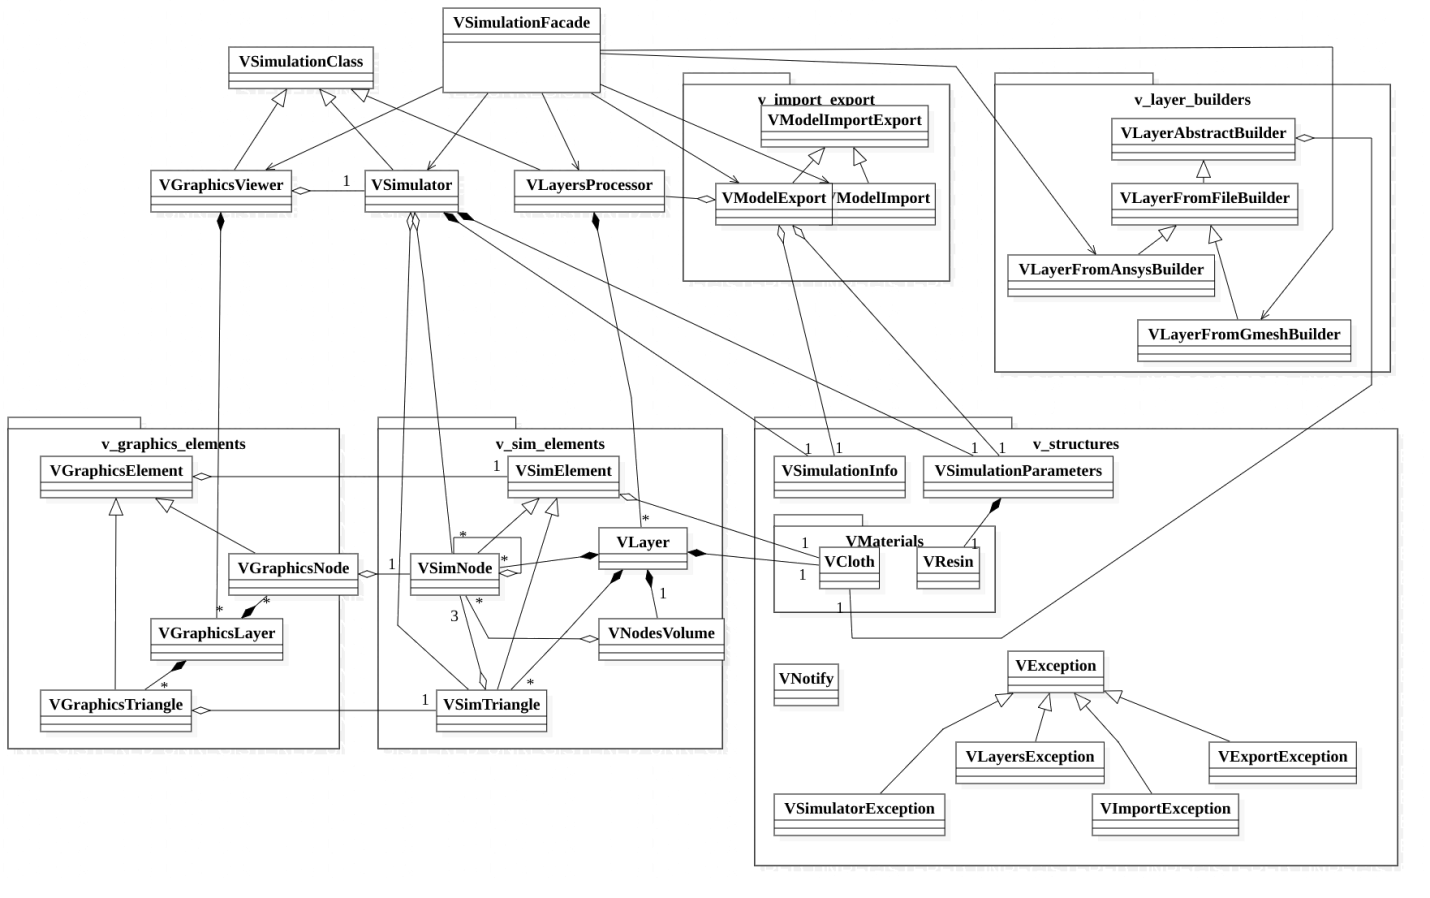 VSimulationFacade
VSimulationClass
v_import_export
VModelImportExport
v_layer_builders
VLayerAbstractBuilder
VGraphicsViewer
1
VSimulator
VLayersProcessor
VModelExport
VModelImport
VLayerFromFileBuilder
VLayerFromAnsysBuilder
VLayerFromGmeshBuilder
v_graphics_elements
v_sim_elements
v_structures
1
1
1
1
VGraphicsElement
1
VSimElement
VSimulationInfo
VSimulationParameters
*
VLayer
VMaterials
*
*
1
1
VGraphicsNode
1
VSimNode
VCloth
VResin
1
*
*
*
3
1
1
VGraphicsLayer
VNodesVolume
VException
*
*
VNotify
VGraphicsTriangle
1
VSimTriangle
VLayersException
VExportException
VSimulatorException
VImportException